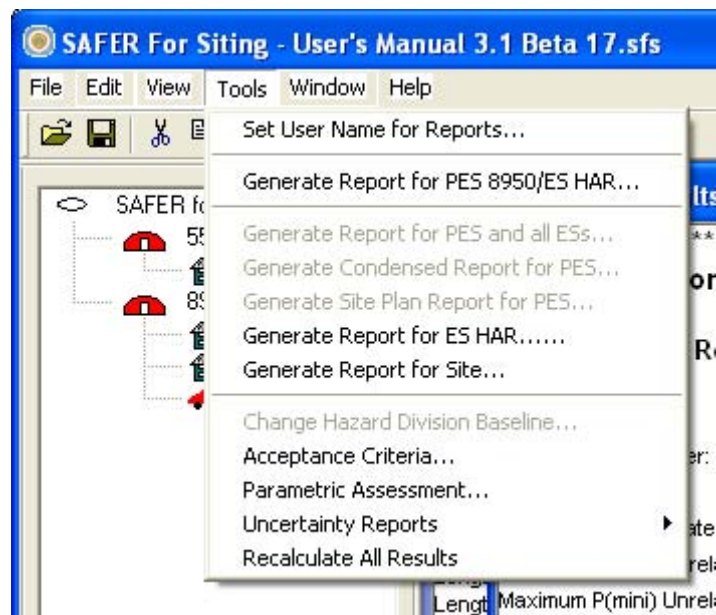 SAFER For Siting - User's Manual 3.1 Beta 17.sfs
File Edit View Tools Window Help
Set User Name for Reports...
Generate Report for PES 8950/ES HAR...
SAFER
Generate Report for PES and all ESs...
Generate Condensed Report for PES...
Generate Site Plan Report for PES...
Generate Report for ES HAR......
Generate Report for Site...
Change Hazard Division Baseline...
Acceptance Criteria...
Parametric Assessment...
Uncertainty Reports
Recalculate All Results
Maximum P(mini)